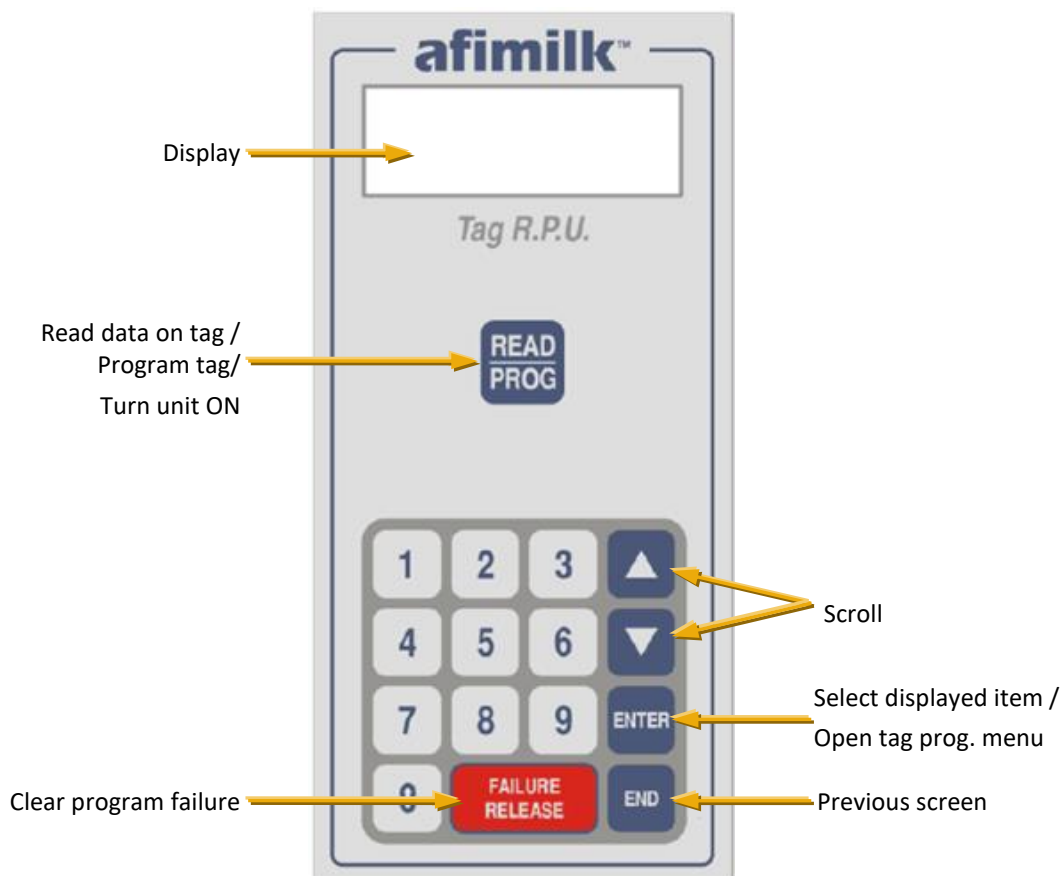 afimilk™
Display
Tag R.P.U.
Read data on tag /
Program tag/
Turn unit ON
READ
PROG
1 2 3
Scroll
4 5 6
7 8 9 ENTER
Select displayed item /
Open tag prog. menu
Clear program failure
0
FAILURE
RELEASE
END
Previous screen